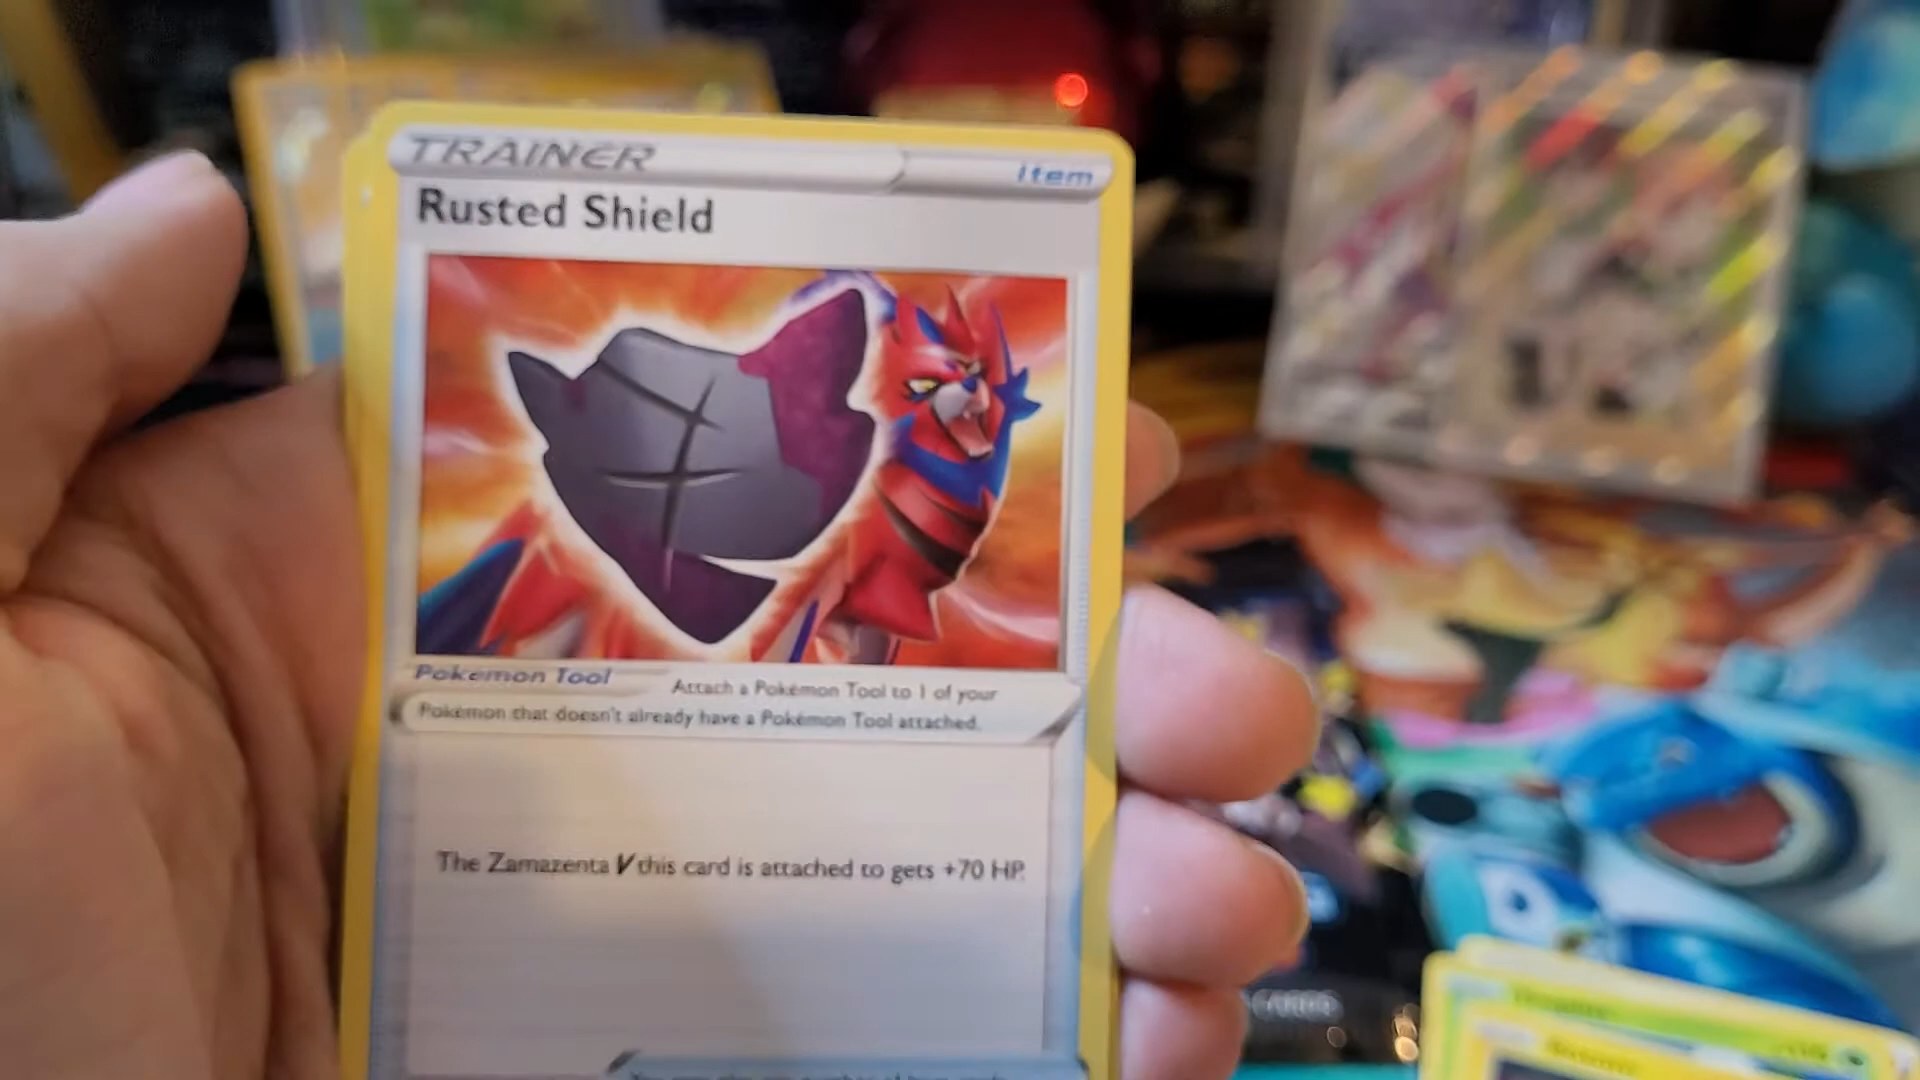 TRAINER
Item
Rusted Shield
Pokémon Tool
Attach a Pokémon Tool to 1 of your
Pokémon that doesn't already have a Pokémon Tool attached.
The Zamazenta V this card is attached to gets +70 HP.